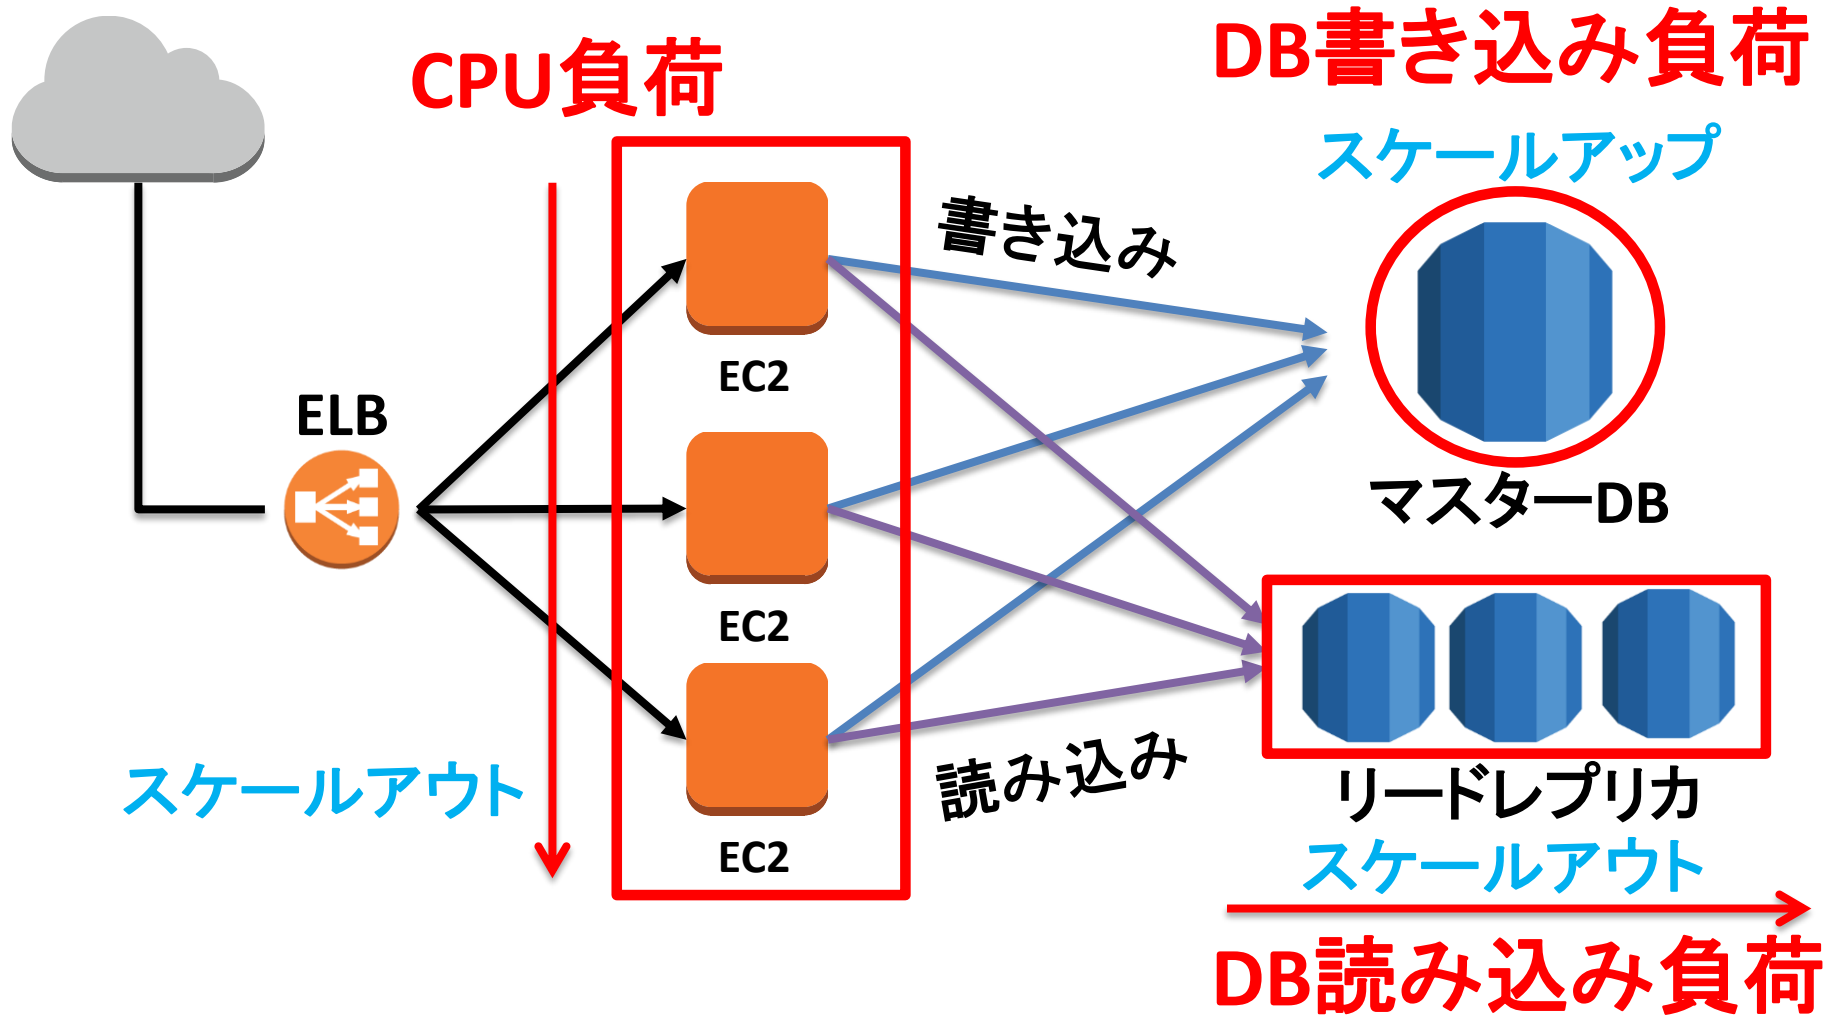 CPU負荷
DB書き込み負荷
スケールアップ
書き込み
EC2
ELB
マスターDB
EC2
読み込み
スケールアウト
リードレプリカ
EC2
スケールアウト
DB読み込み負荷